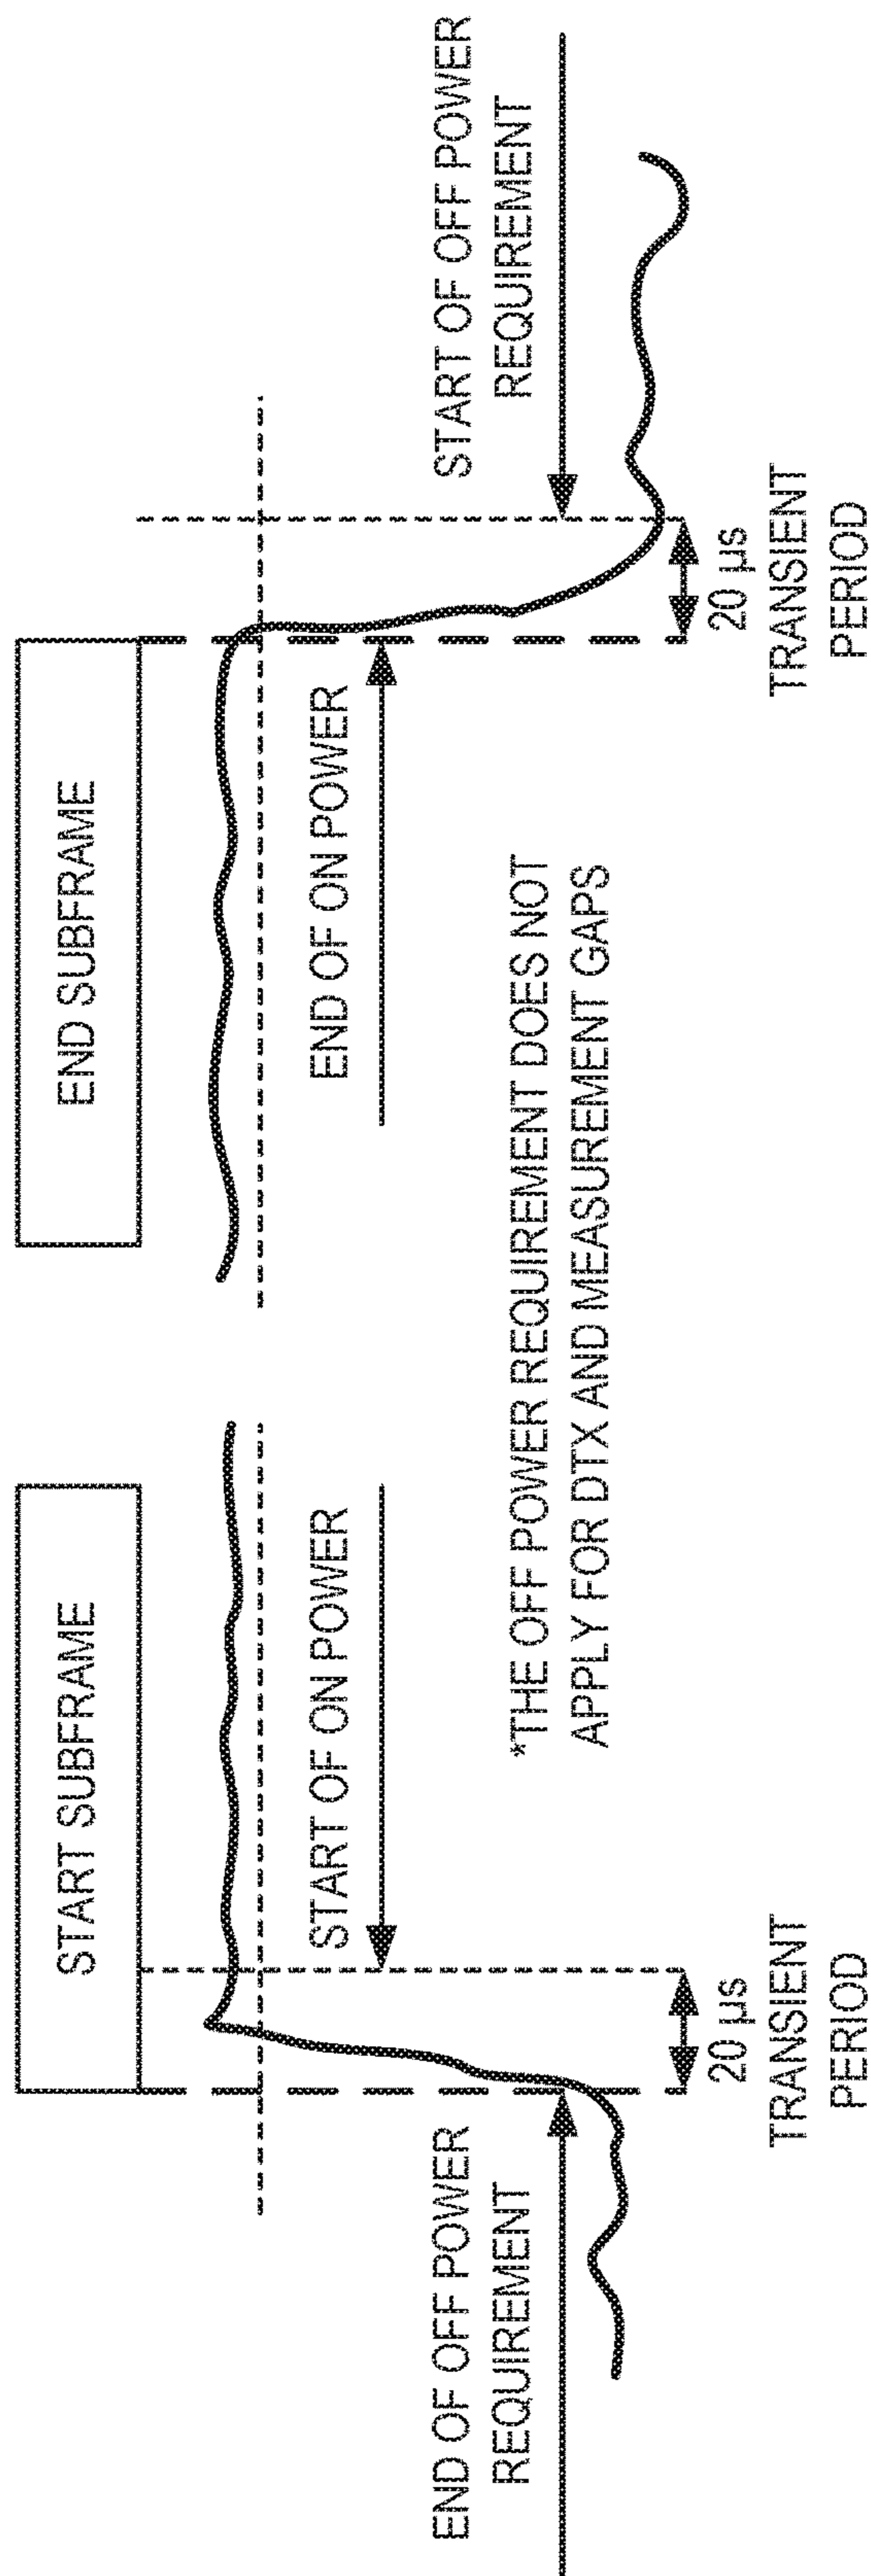 START SUBFRAME
END SUBFRAME
START OF ON POWER
END OF ON POWER
END OF OFF POWER
REQUIREMENT
START OF OFF POWER
REQUIREMENT
*THE OFF POWER REQUIREMENT DOES NOT
APPLY FOR DTX AND MEASUREMENT GAPS
20 µs
TRANSIENT
PERIOD
20 µs
TRANSIENT
PERIOD